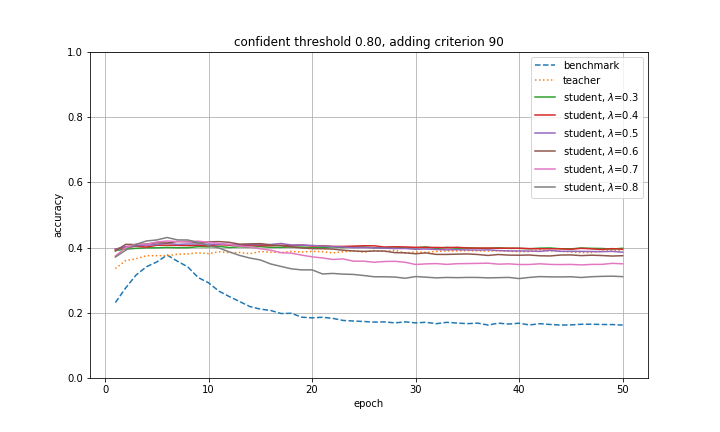 confident threshold 0.80, adding criterion 90
1.0
0.8
0.6
0.4
0.2
0.0
accuracy
benchmark
teacher
student, λ=0.3
student, λ=0.4
student, λ=0.5
student, λ=0.6
student, λ=0.7
student, λ=0.8
0 10 20 30 40 50
epoch